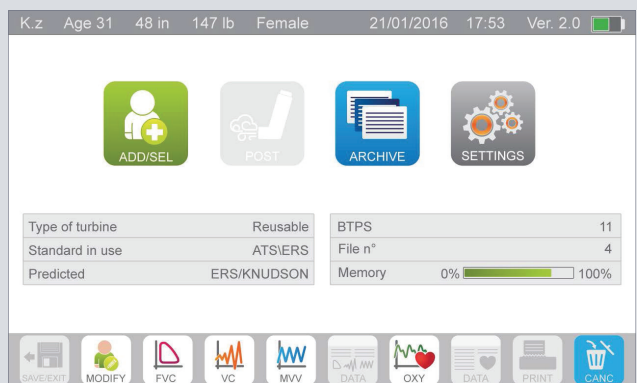 K.z Age 31 48 in 147 lb Female 21/01/2016 17:53 Ver. 2.0
ADD/SEL POST ARCHIVE SETTINGS
Type of turbine Reusable BTPS 11
Standard in use ATS\ERS File n° 4
Predicted ERS/KNUDSON Memory 0% 100%
SAVE/EXIT MODIFY FVC VC MVV DATA OXY DATA PRINT CANC